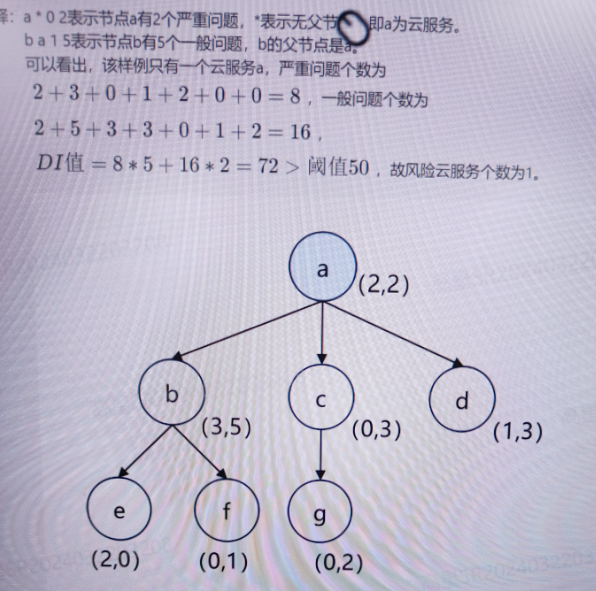 释：a * 0 2表示节点a有2个严重问题，*表示无父节 即a为云服务。
b a 1 5表示节点b有5个一般问题，b的父节点是a。
可以看出，该样例只有一个云服务a，严重问题个数为
2 + 3 + 0 + 1 + 2 + 0 + 0 = 8，一般问题个数为
2 + 5 + 3 + 3 + 0 + 1 + 2 = 16，
DI值 = 8 * 5 + 16 * 2 = 72 > 阈值50，故风险云服务个数为1。
a
(2,2)
b
(3,5)
c
(0,3)
d
(1,3)
e
(2,0)
f
(0,1)
g
(0,2)